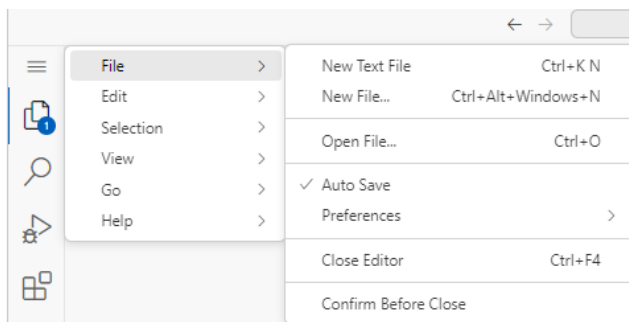 File
Edit
Selection
View
Go
Help
1
New Text File Ctrl+K N
New File... Ctrl+Alt+Windows+N
Open File... Ctrl+O
Auto Save
Preferences
Close Editor Ctrl+F4
Confirm Before Close